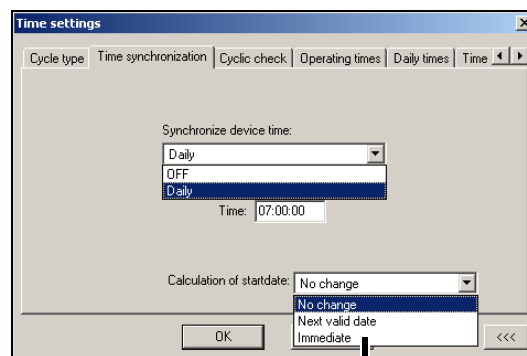 Time settings
Cycle type Time synchronization Cyclic check Operating times Daily times Time
Synchronize device time:
Daily
OFF
Daily
Time: 07:00:00
Calculation of startdate: No change
No change
Next valid date
Immediate
OK <<<